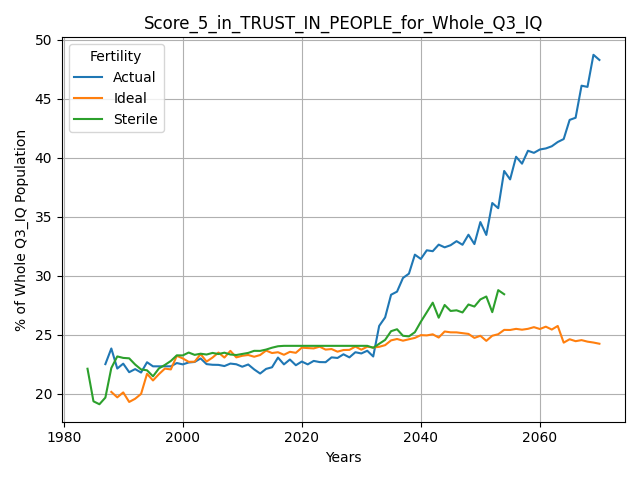 Score_5_in_TRUST_IN_PEOPLE_for_Whole_Q3_IQ
Fertility
Actual
Ideal
Sterile
% of Whole Q3_IQ Population
50
45
40
35
30
25
20
1980
2000
2020
2040
2060
Years